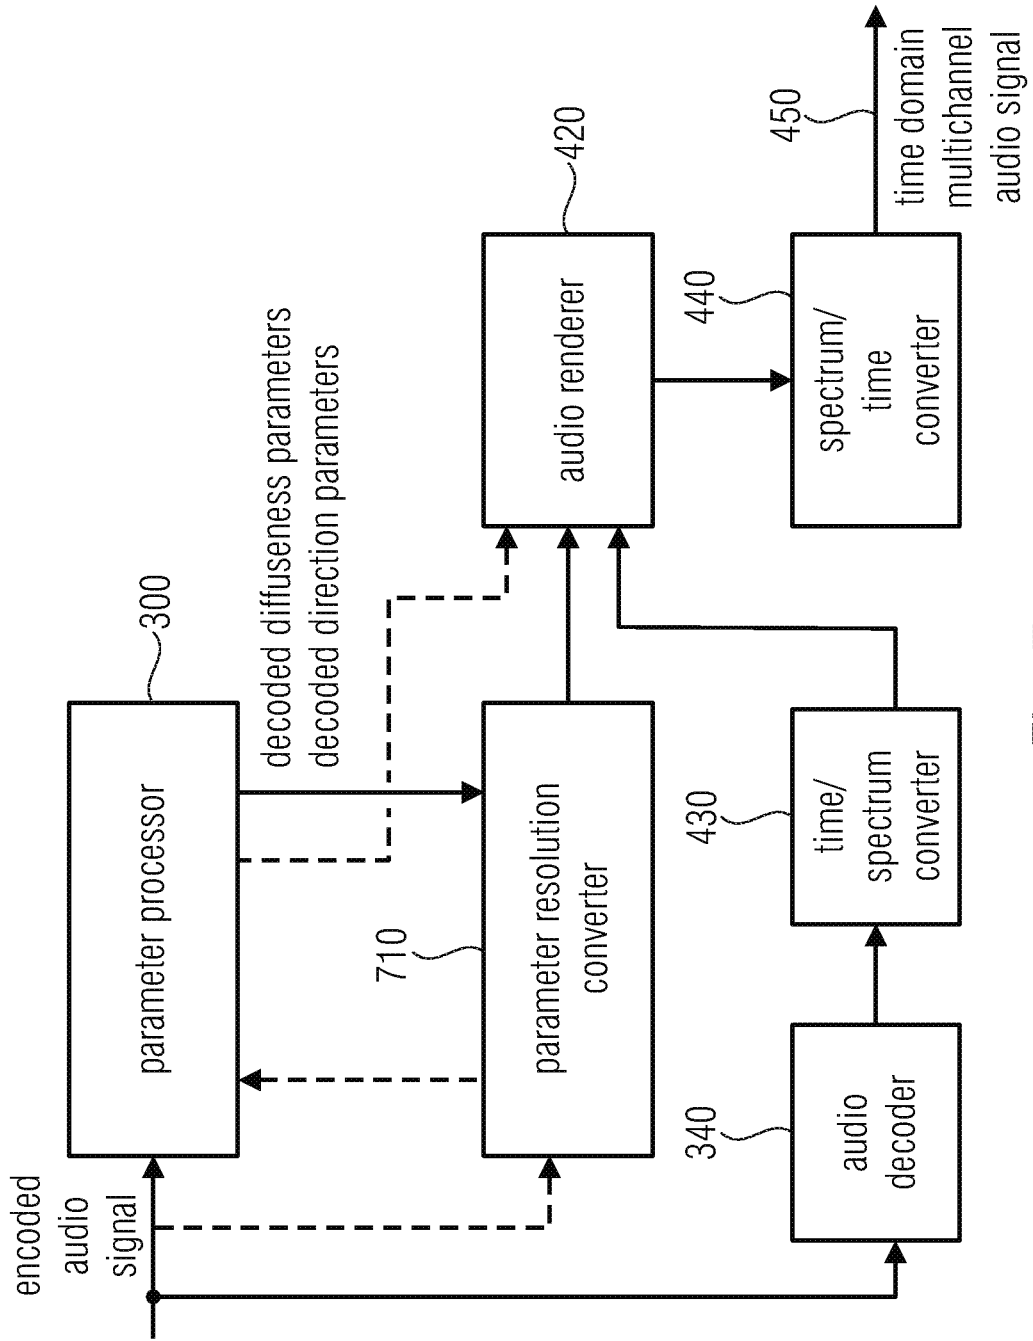 encoded
audio
signal
parameter processor
300
decoded diffuseness parameters
decoded direction parameters
710
parameter resolution
converter
audio renderer
420
340
audio
decoder
430
time/
spectrum
converter
440
spectrum/
time
converter
450
time domain
multichannel
audio signal